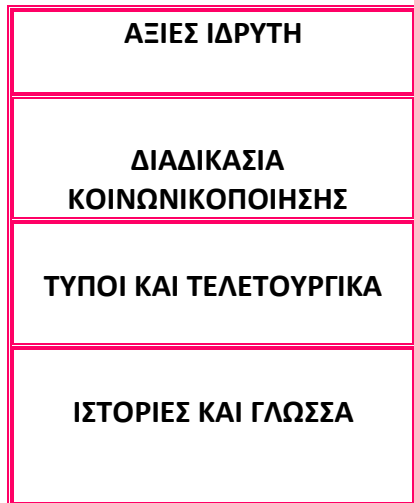 ΑΞΙΕΣ ΙΔΡΥΤΗ
ΔΙΑΔΙΚΑΣΙΑ
ΚΟΙΝΩΝΙΚΟΠΟΙΗΣΗΣ
ΤΥΠΟΙ ΚΑΙ ΤΕΛΕΤΟΥΡΓΙΚΑ
ΙΣΤΟΡΙΕΣ ΚΑΙ ΓΛΩΣΣΑ